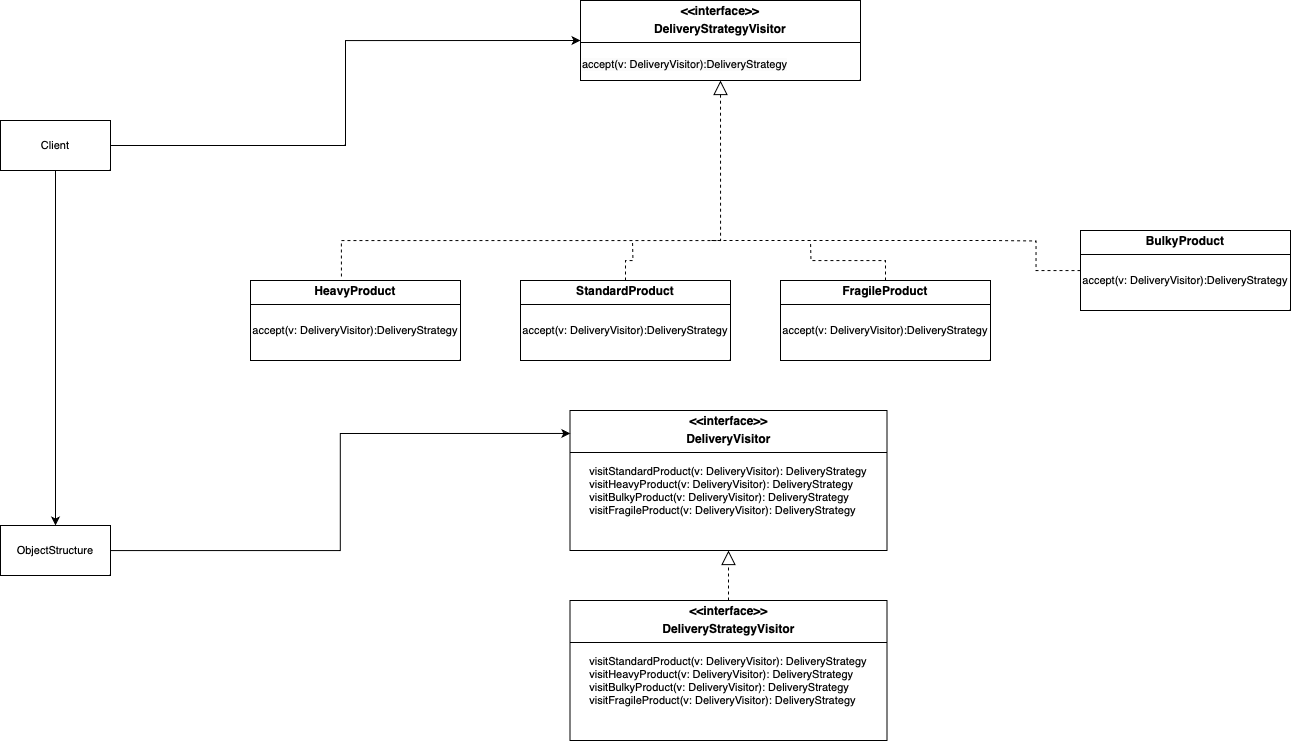 <<interface>>
DeliveryStrategyVisitor
accept(v: DeliveryVisitor):DeliveryStrategy
Client
BulkyProduct
accept(v: DeliveryVisitor):DeliveryStrategy
HeavyProduct
accept(v: DeliveryVisitor):DeliveryStrategy
StandardProduct
accept(v: DeliveryVisitor):DeliveryStrategy
FragileProduct
accept(v: DeliveryVisitor):DeliveryStrategy
<<interface>>
DeliveryVisitor
visitStandardProduct(v: DeliveryVisitor): DeliveryStrategy
visitHeavyProduct(v: DeliveryVisitor): DeliveryStrategy
visitBulkyProduct(v: DeliveryVisitor): DeliveryStrategy
visitFragileProduct(v: DeliveryVisitor): DeliveryStrategy
ObjectStructure
<<interface>>
DeliveryStrategyVisitor
visitStandardProduct(v: DeliveryVisitor): DeliveryStrategy
visitHeavyProduct(v: DeliveryVisitor): DeliveryStrategy
visitBulkyProduct(v: DeliveryVisitor): DeliveryStrategy
visitFragileProduct(v: DeliveryVisitor): DeliveryStrategy